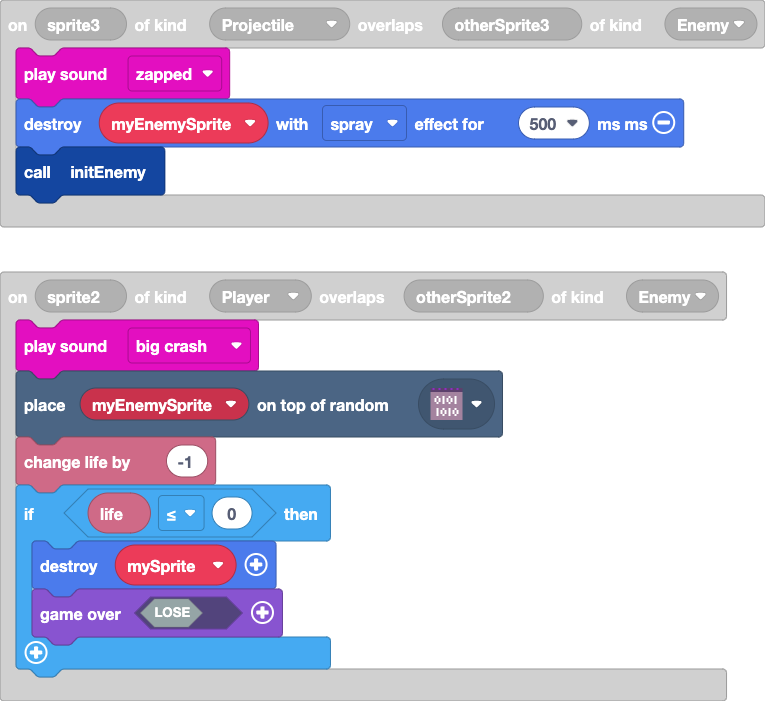 on sprite3 of kind Projectile overlaps otherSprite3 of kind Enemy
play sound zapped
destroy myEnemySprite with spray effect for 500 ms ms
call initEnemy
on sprite2 of kind Player overlaps otherSprite2 of kind Enemy
play sound big crash
place myEnemySprite on top of random 0101
1010
change life by -1
if life ≤ 0 then
destroy mySprite
game over LOSE